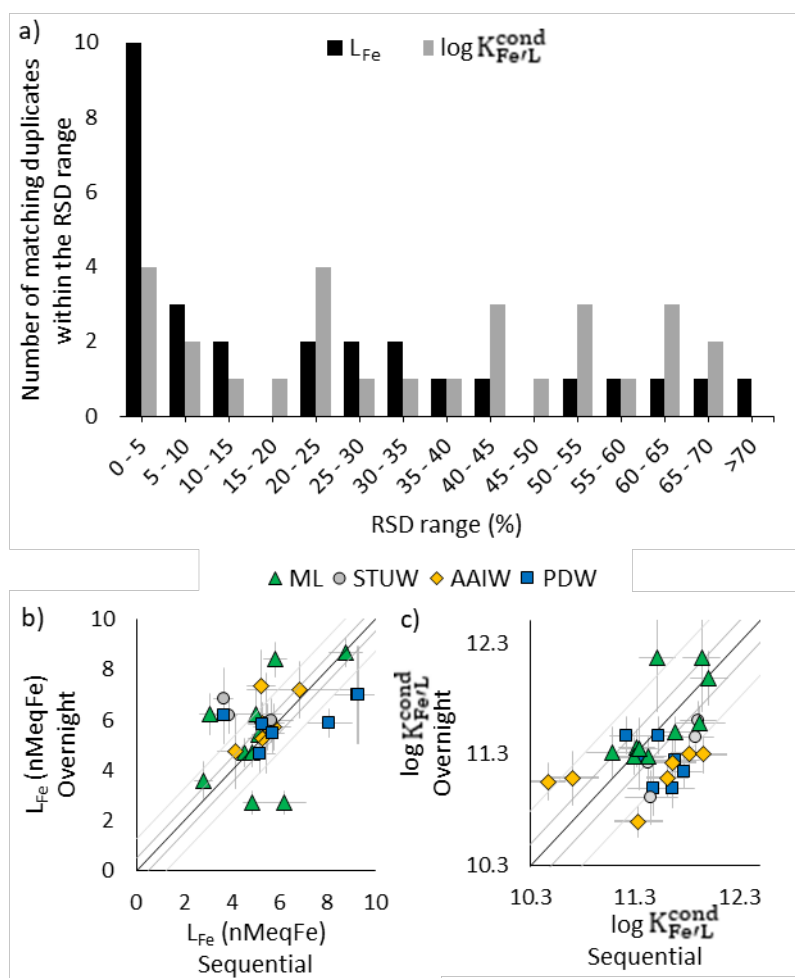 a)
L_Fe
log K^cond_Fe′L
Number of matching duplicates
within the RSD range
10
8
6
4
2
0
0 - 5
5 - 10
10 - 15
15 - 20
20 - 25
25 - 30
30 - 35
35 - 40
40 - 45
45 - 50
50 - 55
55 - 60
60 - 65
65 - 70
>70
RSD range (%)
ML
STUW
AAIW
PDW
b)
L_Fe (nMeqFe)
Overnight
10
8
6
4
2
0
0
2
4
6
8
10
L_Fe (nMeqFe)
Sequential
c)
log K^cond_Fe′L
Overnight
12.3
11.3
10.3
10.3
11.3
12.3
log K^cond_Fe′L
Sequential